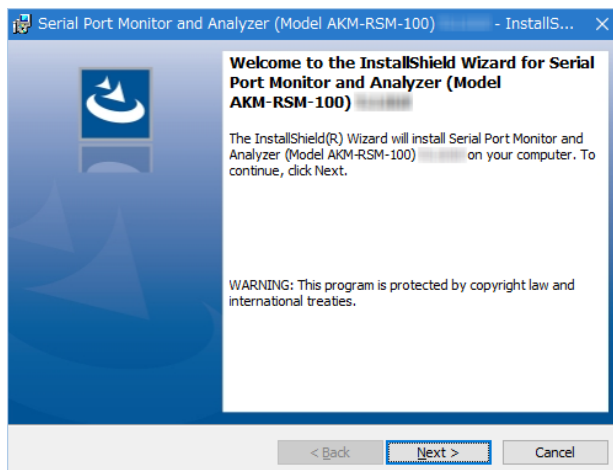 Serial Port Monitor and Analyzer (Model AKM-RSM-100) - InstallS...
Welcome to the InstallShield Wizard for Serial
Port Monitor and Analyzer (Model
AKM-RSM-100)
The InstallShield(R) Wizard will install Serial Port Monitor and
Analyzer (Model AKM-RSM-100) on your computer. To
continue, click Next.
WARNING: This program is protected by copyright law and
international treaties.
< Back
Next >
Cancel